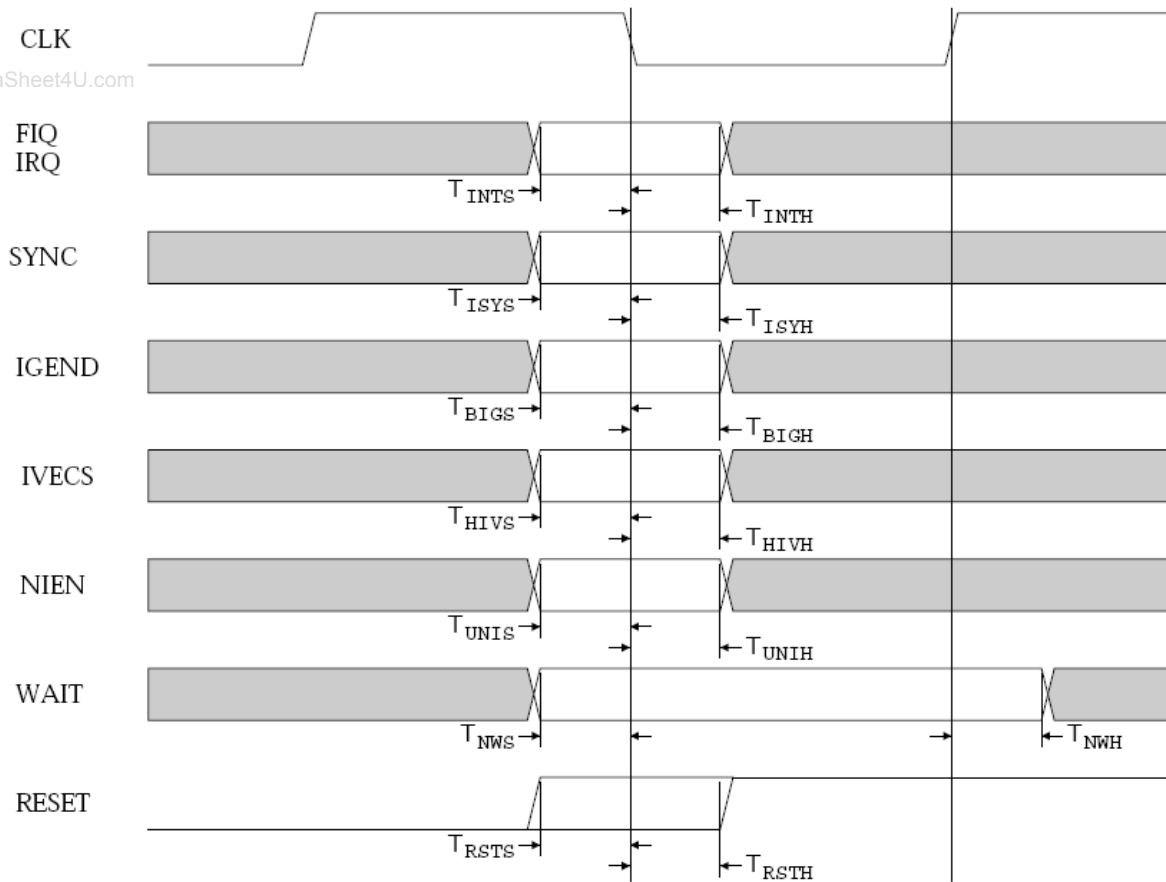 CLK
aSheet4U.com
FIQ
IRQ
TINTS
TINTH
SYNC
TISYS
TISYH
IGEND
TBIGS
TBIGH
IVECS
THIVS
THIVH
NIEN
TUNIS
TUNIH
WAIT
TNWS
TNWH
RESET
TRSTS
TRSTH